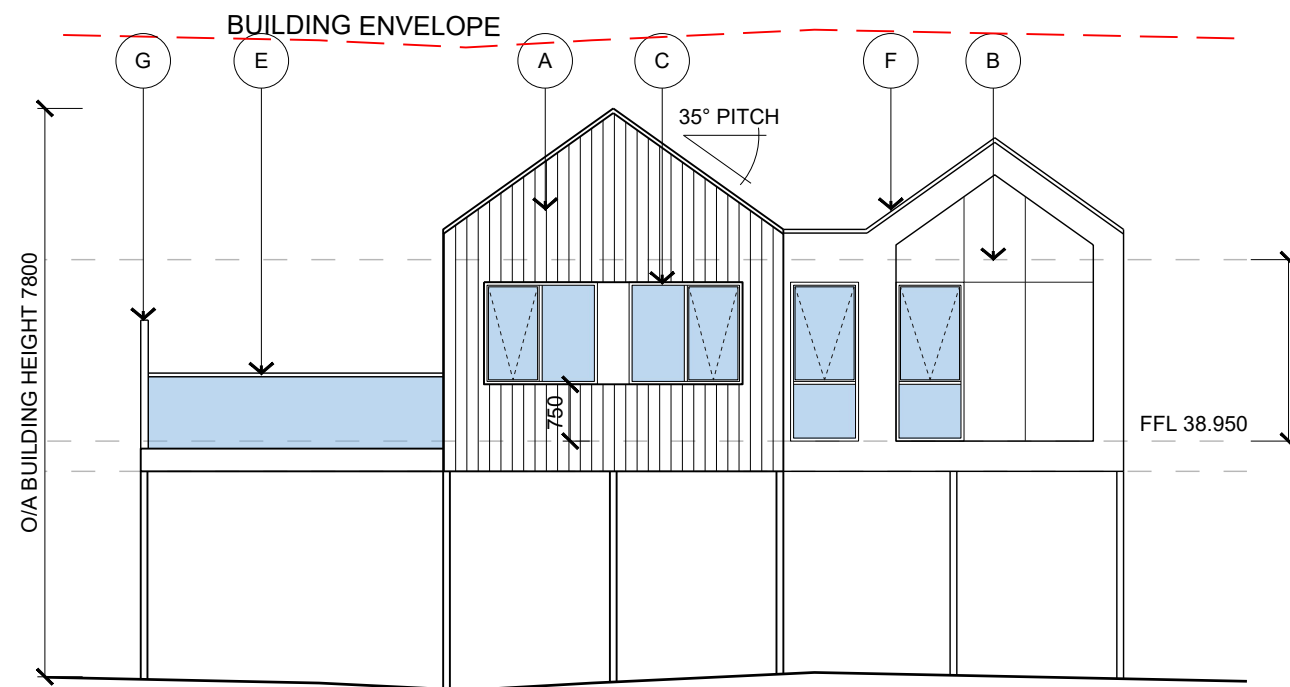 BUILDING ENVELOPE
G
E
A
C
F
B
35° PITCH
O/A BUILDING HEIGHT 7800
750
FFL 38.950